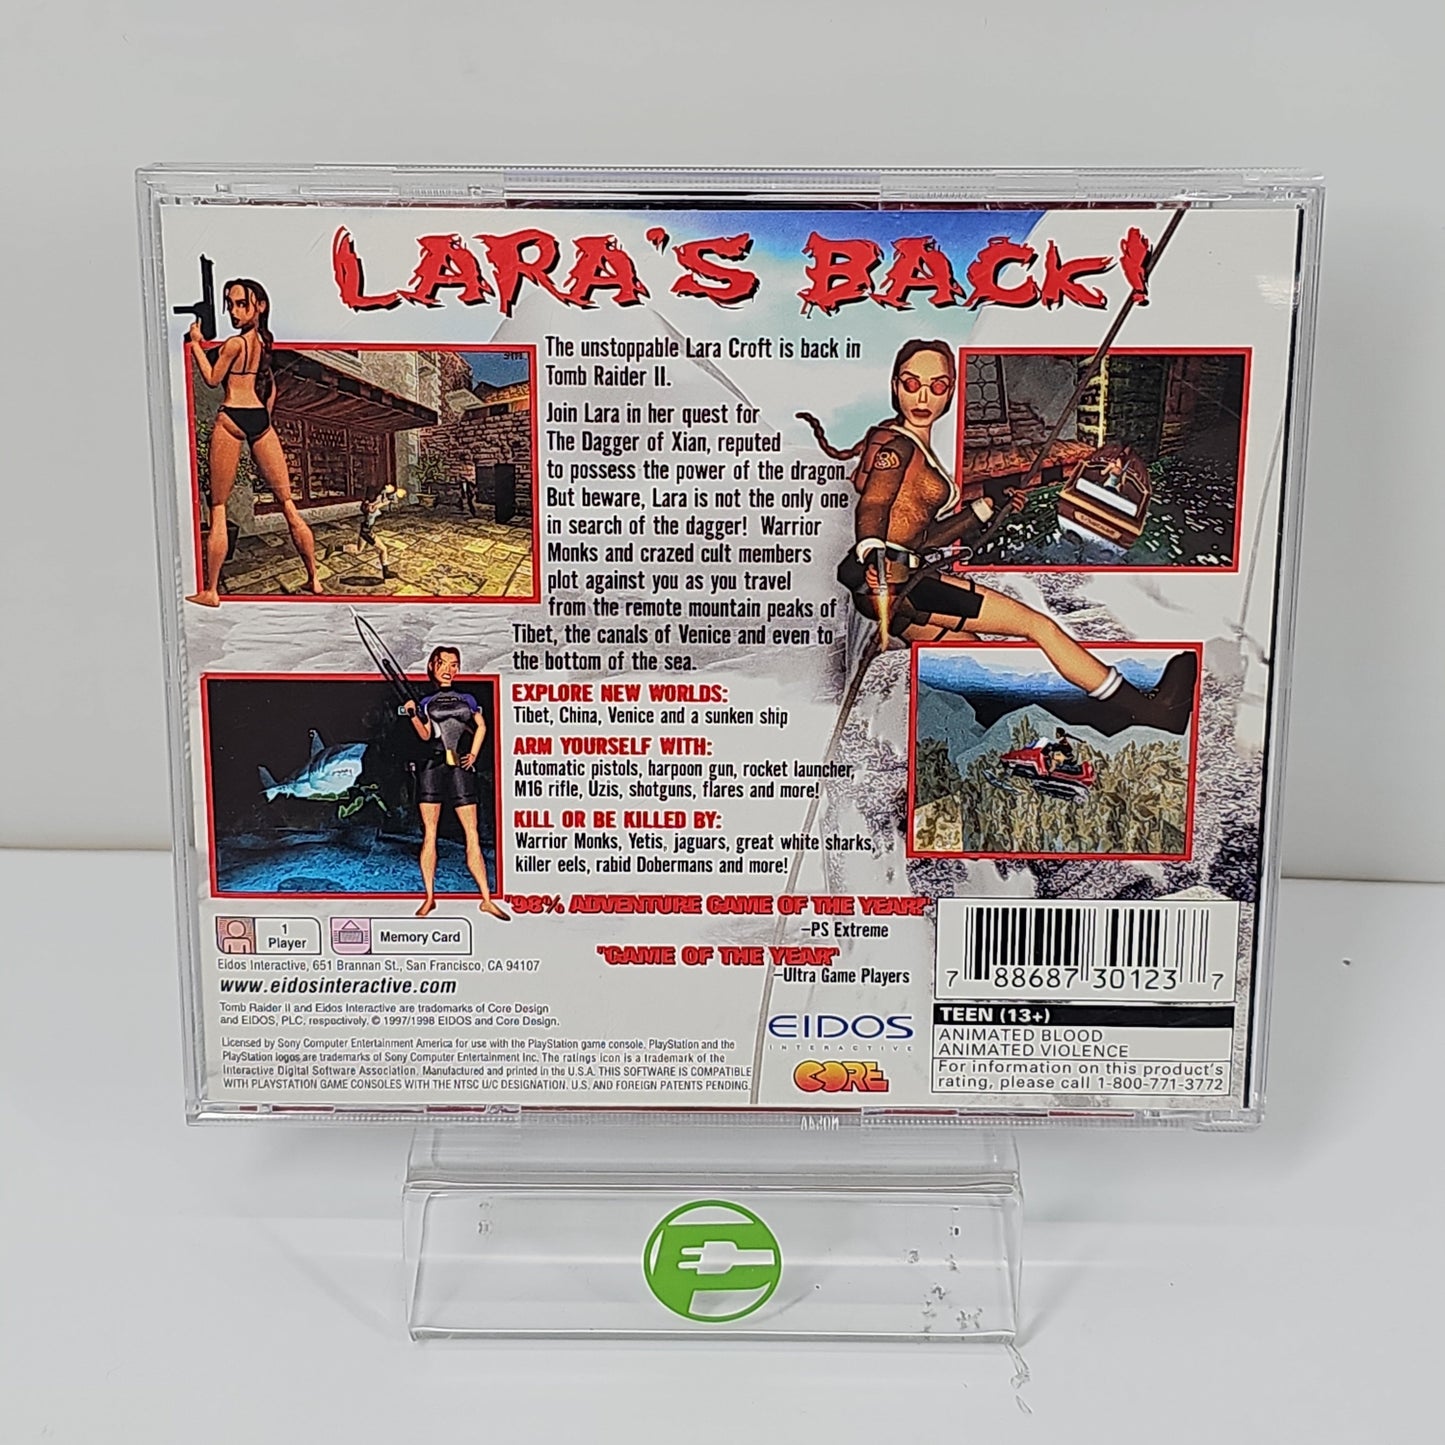 LARA'S BACK!
The unstoppable Lara Croft is back in
Tomb Raider II.
Join Lara in her quest for
The Dagger of Xian, reputed
to possess the power of the dragon.
But beware, Lara is not the only one
in search of the dagger! Warrior
Monks and crazed cult members
plot against you as you travel
from the remote mountain peaks of
Tibet, the canals of Venice and even to
the bottom of the sea.
EXPLORE NEW WORLDS:
Tibet, China, Venice and a sunken ship
ARM YOURSELF WITH:
Automatic pistols, harpoon gun, rocket launcher,
M16 rifle, Uzis, shotguns, flares and more!
KILL OR BE KILLED BY:
Warrior Monks, Yetis, jaguars, great white sharks,
killer eels, rabid Dobermans and more!
"98% ADVENTURE GAME OF THE YEAR!"
–PS Extreme
"GAME OF THE YEAR"
–Ultra Game Players
1
Player
Memory Card
Eidos Interactive, 651 Brannan St., San Francisco, CA 94107
www.eidosinteractive.com
Tomb Raider II and Eidos Interactive are trademarks of Core Design
and EIDOS, PLC, respectively. © 1997/1998 EIDOS and Core Design.
Licensed by Sony Computer Entertainment America for use with the PlayStation game console. PlayStation and the
PlayStation logos are trademarks of Sony Computer Entertainment Inc. The ratings icon is a trademark of the
Interactive Digital Software Association. Manufactured and printed in the U.S.A. THIS SOFTWARE IS COMPATIBLE
WITH PLAYSTATION GAME CONSOLES WITH THE NTSC U/C DESIGNATION. U.S. AND FOREIGN PATENTS PENDING.
EIDOS
INTERACTIVE
CORE
7 88687 30123 7
TEEN (13+)
ANIMATED BLOOD
ANIMATED VIOLENCE
For information on this product's
rating, please call 1-800-771-3772